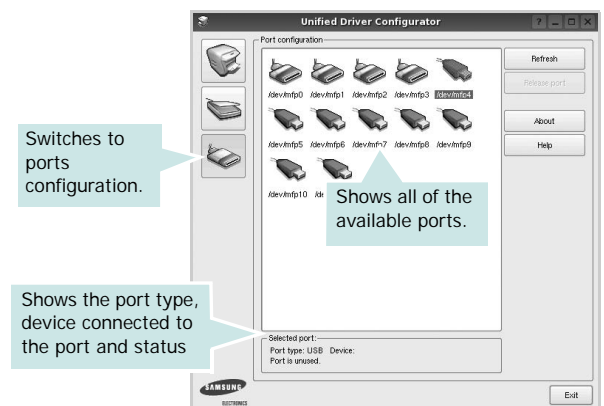 Unified Driver Configurator
Port configuration
/dev/mfp0 /dev/mfp1 /dev/mfp2 /dev/mfp3 /dev/mfp4
/dev/mfp5 /dev/mfp6 /dev/mfp7 /dev/mfp8 /dev/mfp9
/dev/mfp10
Refresh
Release port
About
Help
Switches to
ports
configuration.
Shows all of the
available ports.
Shows the port type,
device connected to
the port and status
Selected port:
Port type: USB Device:
Port is unused.
SAMSUNG
ELECTRONICS
Exit